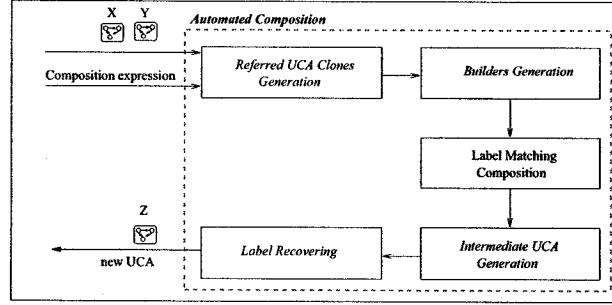 X Y
Automated Composition
Referred UCA Clones
Generation
Builders Generation
Composition expression
Label Matching
Composition
Z
Label Recovering
Intermediate UCA
Generation
new UCA